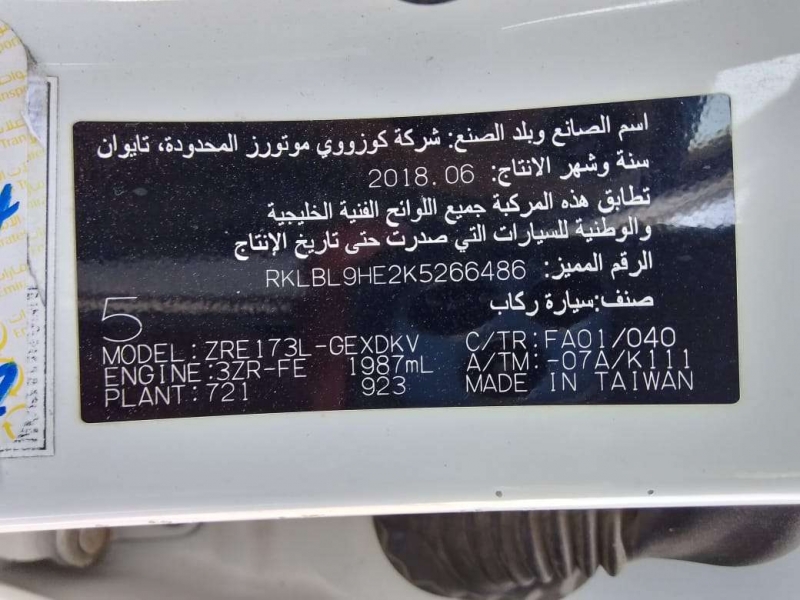 اسم الصانع وبلد الصنع: شركة كوزووي موتورز المحدودة، تايوان
سنة وشهر الانتاج: 2018.06
تطابق هذه المركبة جميع اللوائح الفنية الخليجية
والوطنية للسيارات التي صدرت حتى تاريخ الإنتاج
الرقم المميز: RKLBL9HE2K5266486
صنف:سيارة ركاب
5
MODEL:ZRE173L-GEXDKV C/TR:FA01/040
ENGINE:3ZR-FE 1987mL A/TM:-07A/K111
PLANT:721 923 MADE IN TAIWAN